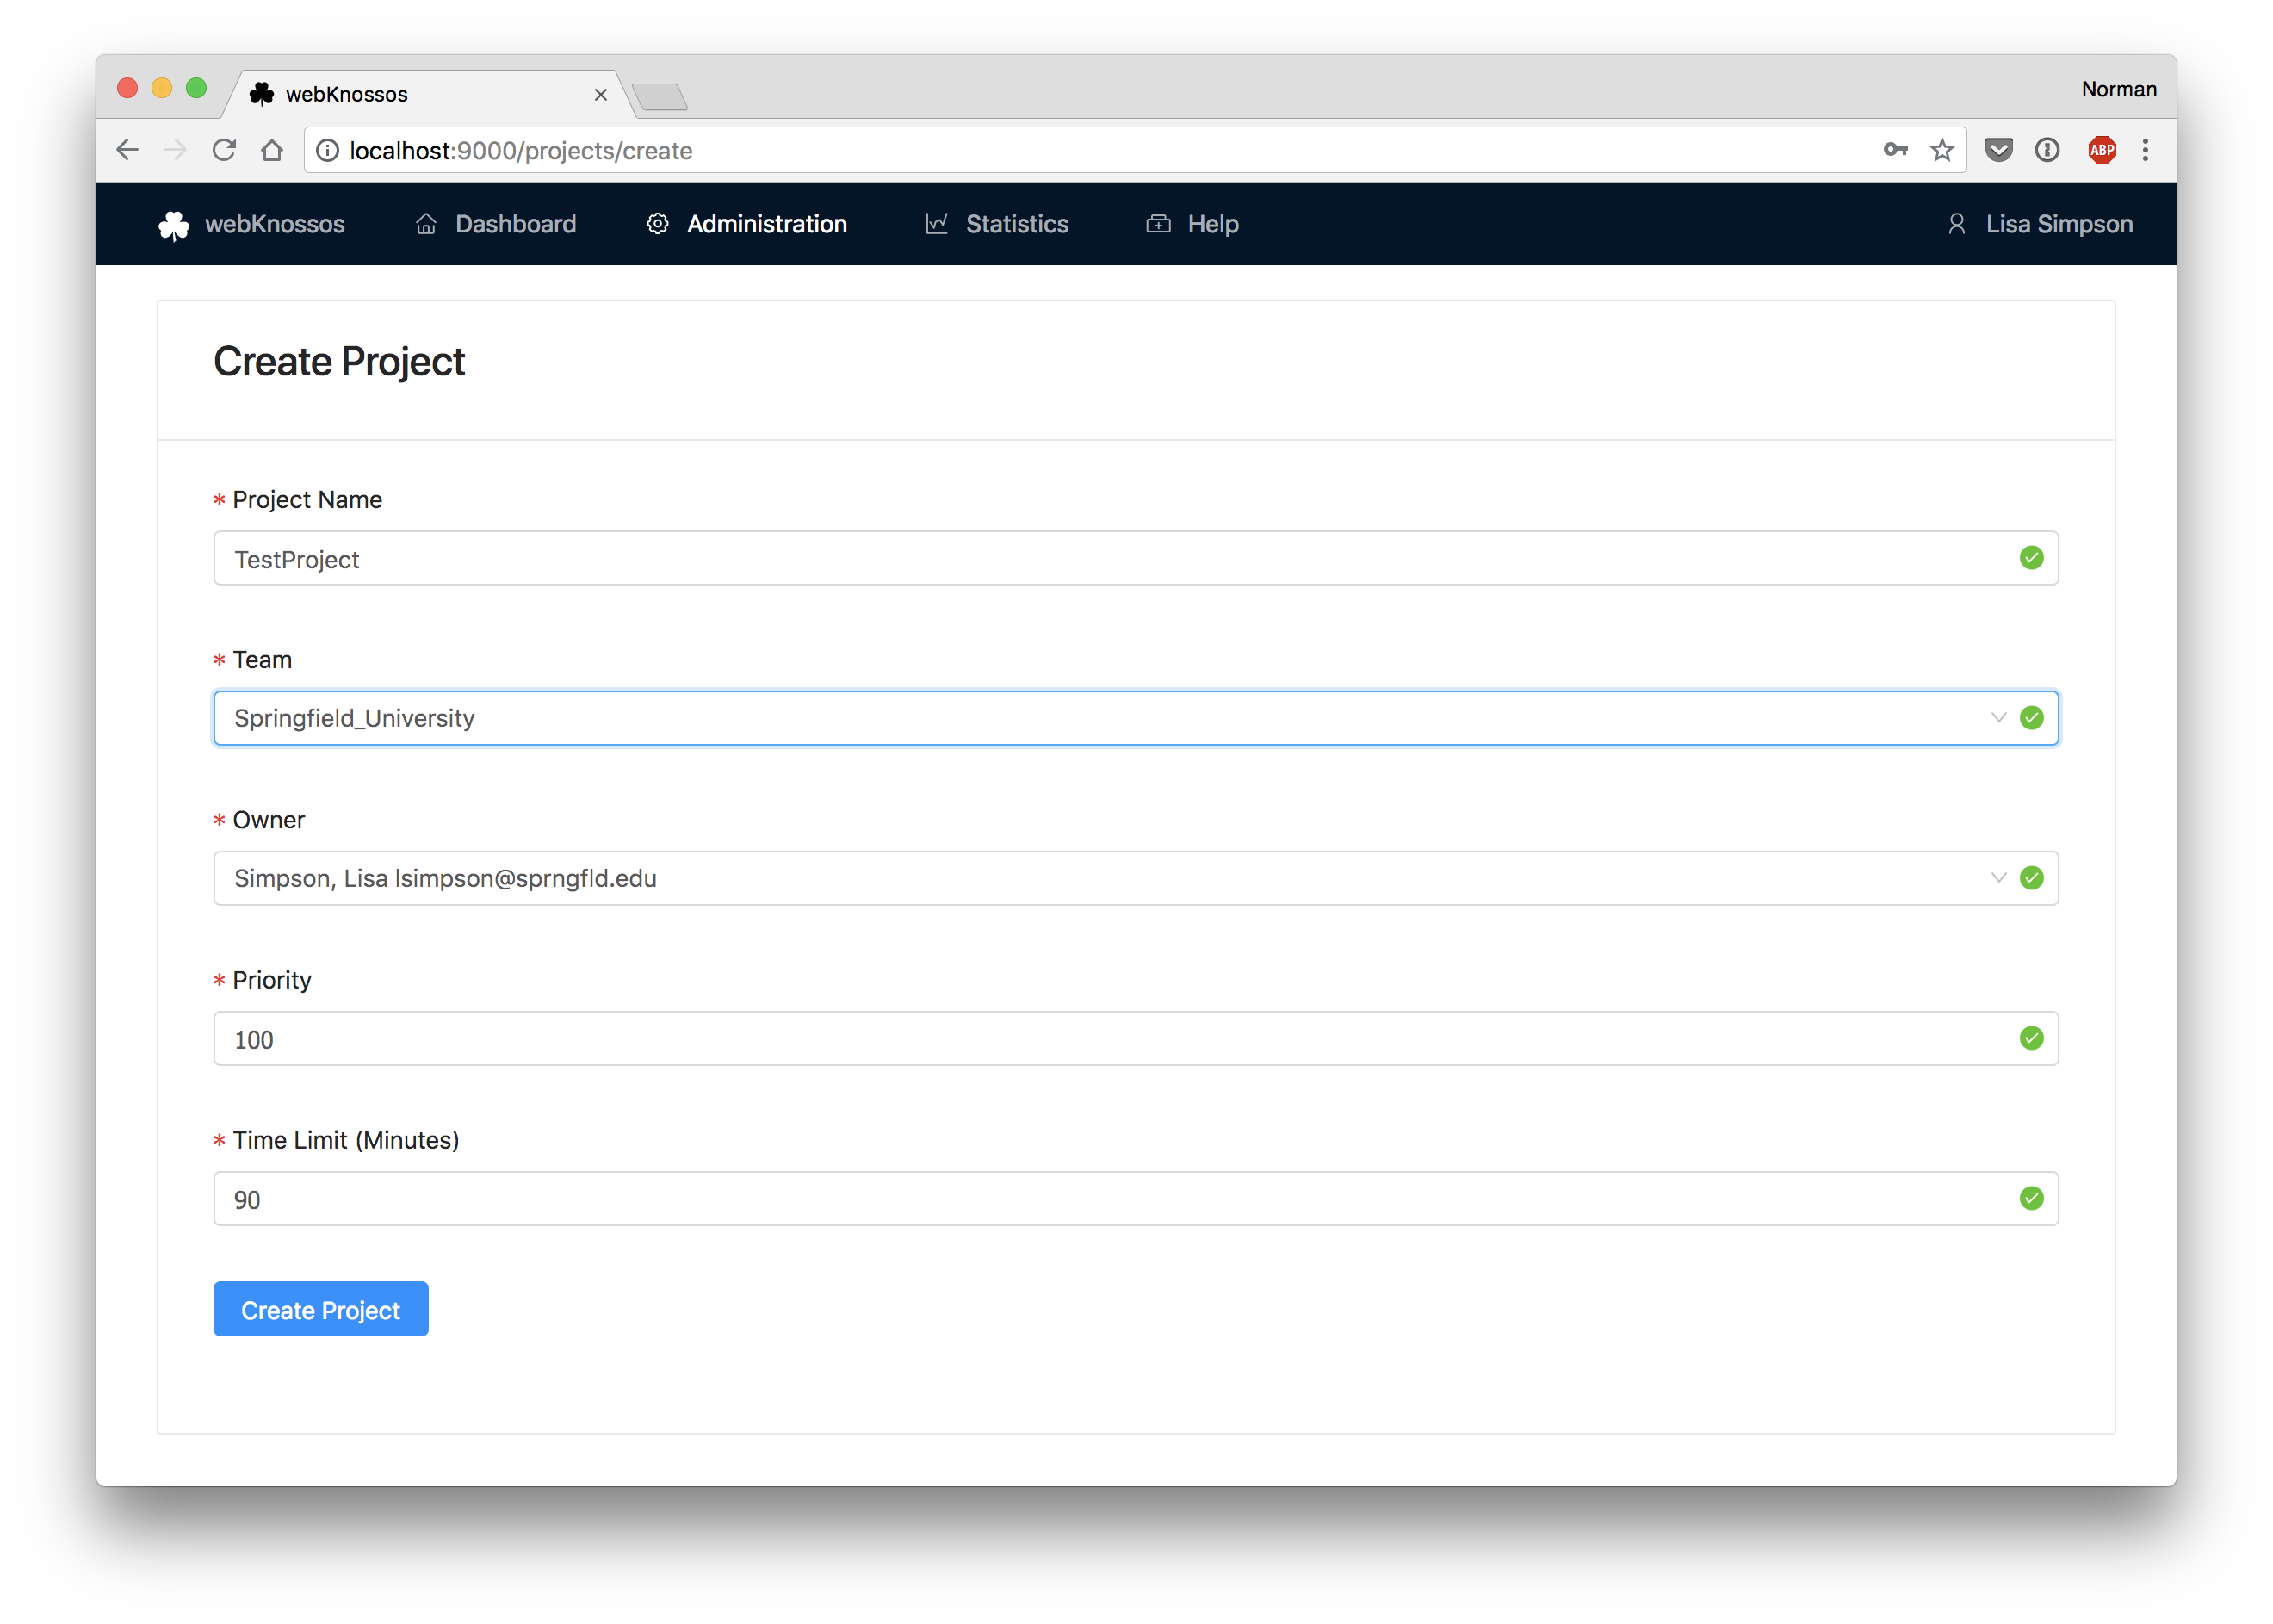 webKnossos
Norman
localhost:9000/projects/create
ABP
webKnossos Dashboard Administration Statistics Help Lisa Simpson
Create Project
* Project Name
TestProject
* Team
Springfield_University
* Owner
Simpson, Lisa lsimpson@sprngfld.edu
* Priority
100
* Time Limit (Minutes)
90
Create Project